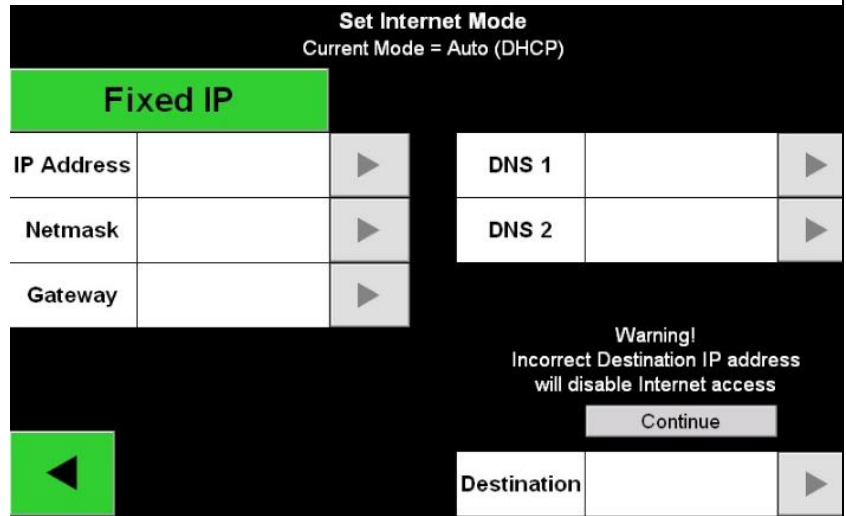 Set Internet Mode
Current Mode = Auto (DHCP)
Fixed IP
IP Address
DNS 1
Netmask
DNS 2
Gateway
Warning!
Incorrect Destination IP address
will disable Internet access
Continue
Destination